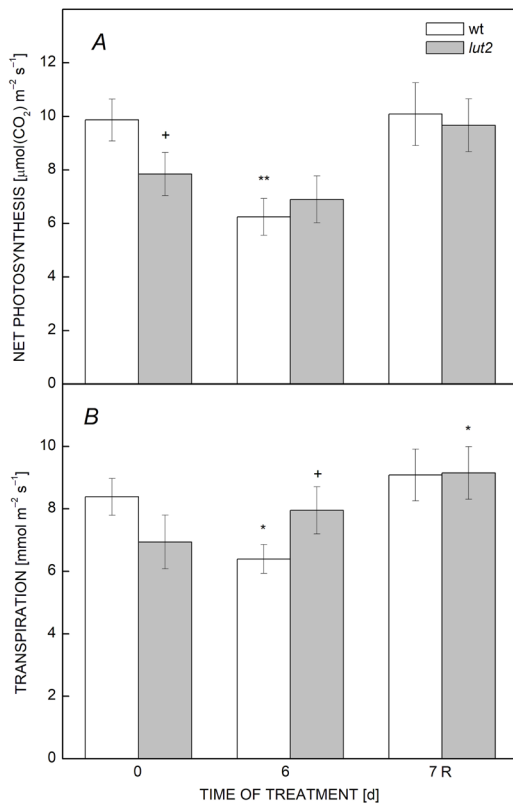 A
wt
lut2
12
10
8
6
4
2
0
NET PHOTOSYNTHESIS [μmol(CO₂) m⁻² s⁻¹]
+
**
B
10
8
6
4
2
0
TRANSPIRATION [mmol m⁻² s⁻¹]
*
+
*
0 6 7 R
TIME OF TREATMENT [d]